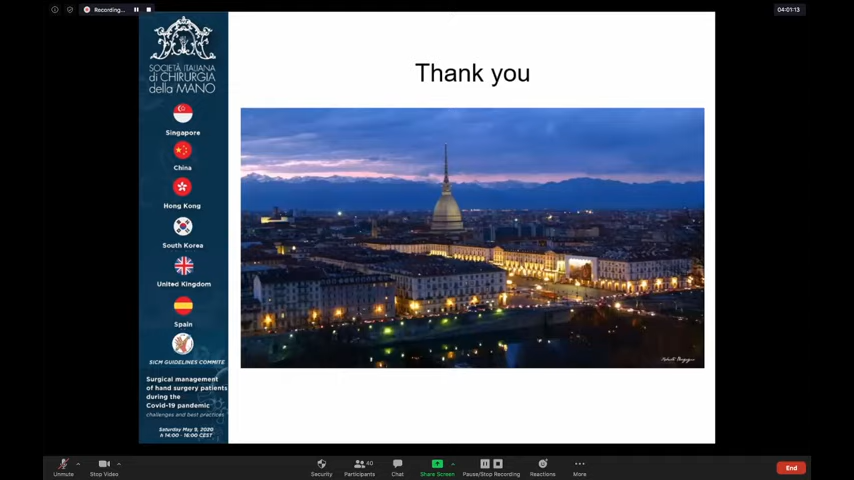 Recording...
04:01:13
SOCIETÀ ITALIANA
di CHIRURGIA
della MANO
Singapore
China
Hong Kong
South Korea
United Kingdom
Spain
SICM GUIDELINES COMMITE
Surgical management
of hand surgery patients
during the
Covid-19 pandemic
challenges and best practices
Saturday May 9, 2020
h 14:00 - 16:00 CEST
Thank you
Unmute
Stop Video
Security
40
Participants
Chat
Share Screen
Pause/Stop Recording
Reactions
More
End